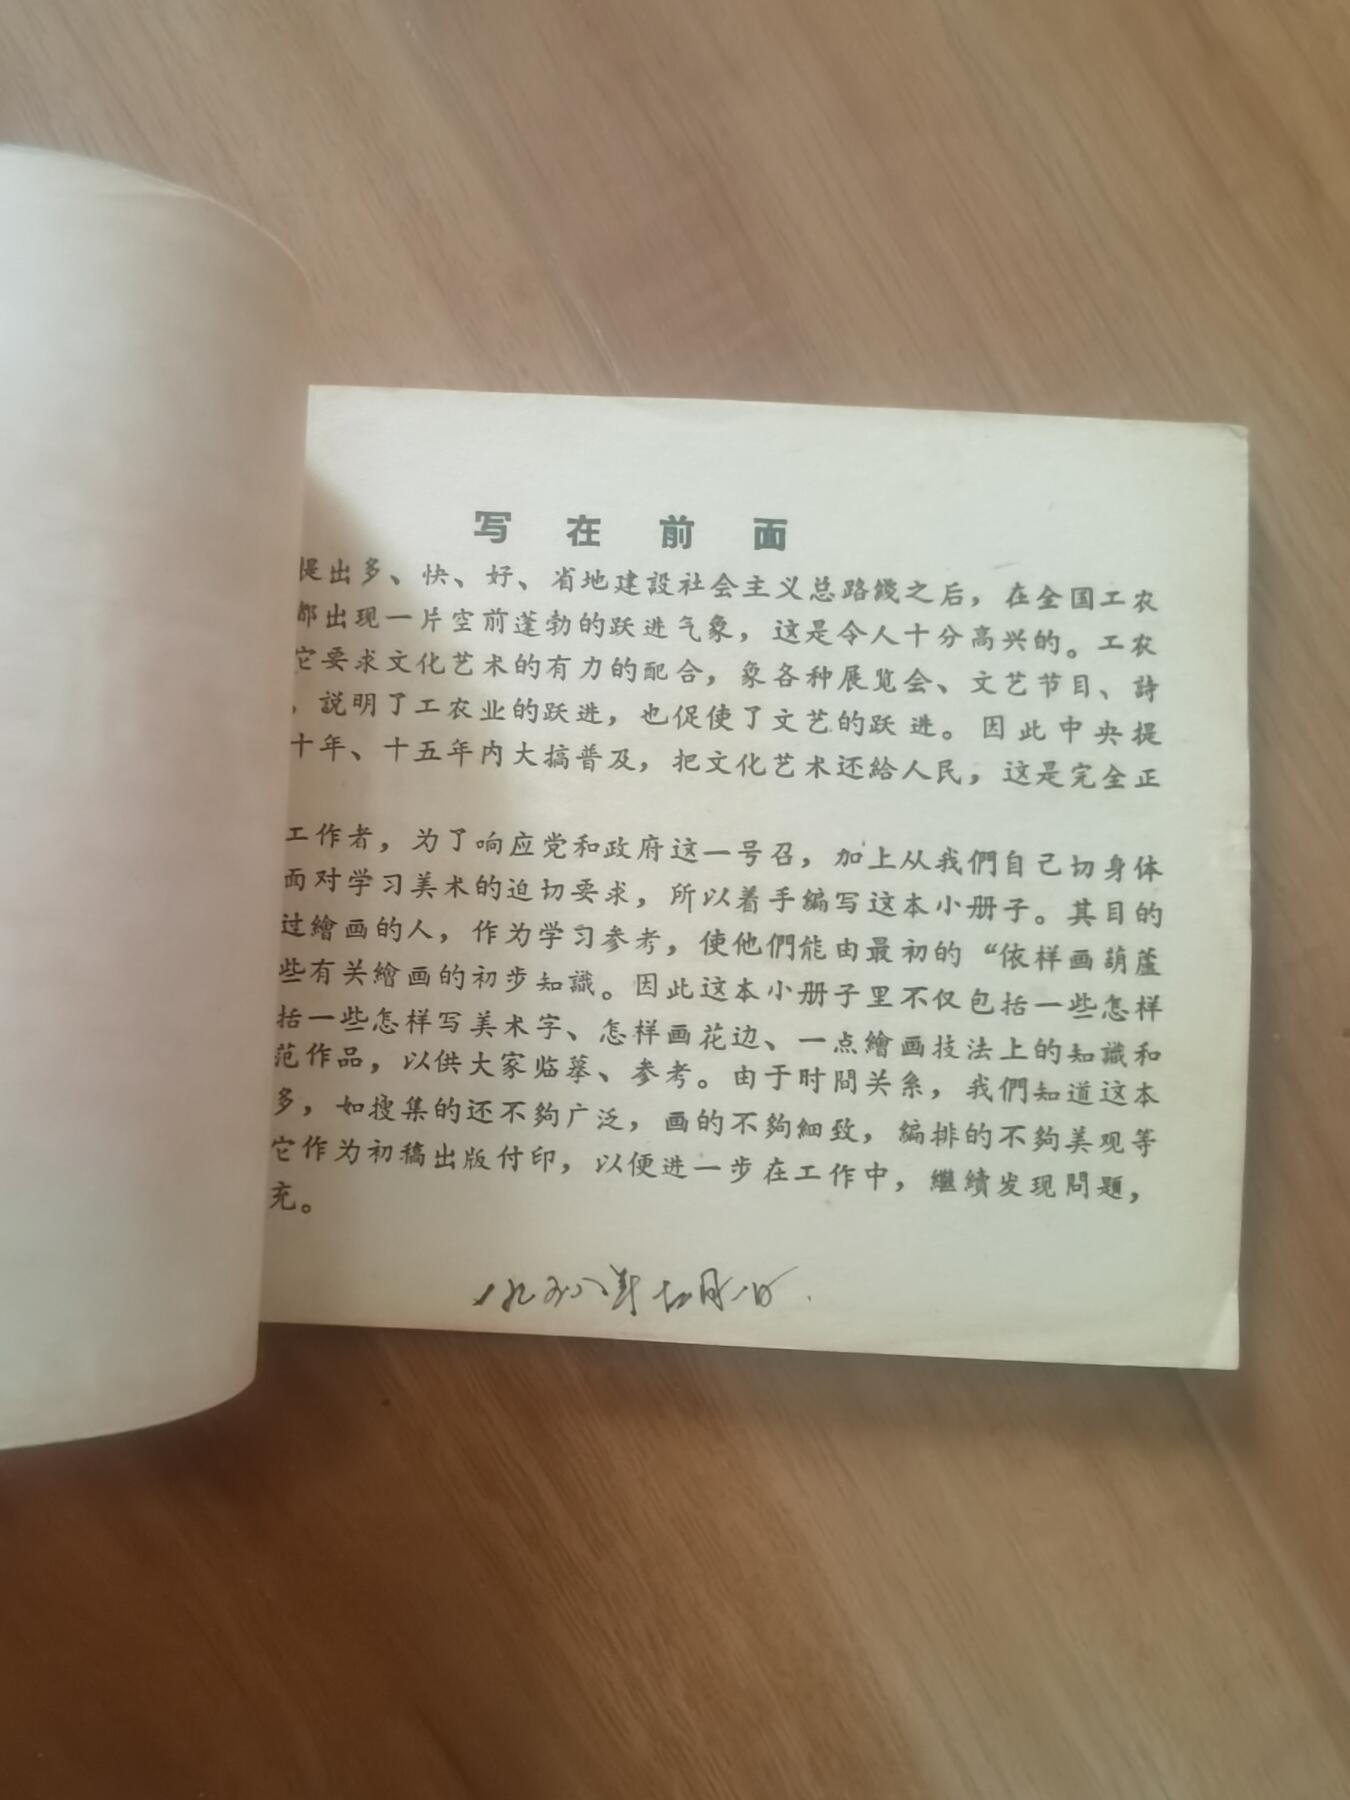 写在前面
提出多、快、好、省地建設社会主义总路綫之后，在全国工农
都出现一片空前蓬勃的跃进气象，这是令人十分高兴的。工农
它要求文化艺术的有力的配合，象各种展览会、文艺节目、詩
，説明了工农业的跃进，也促使了文艺的跃进。因此中央提
十年、十五年内大搞普及，把文化艺术还給人民，这是完全正
工作者，为了响应党和政府这一号召，加上从我們自己切身体
面对学习美术的迫切要求，所以着手編写这本小册子。其目的
过繪画的人，作为学习参考，使他們能由最初的“依样画葫蘆
些有关繪画的初步知識。因此这本小册子里不仅包括一些怎样
括一些怎样写美术字、怎样画花边、一点繪画技法上的知識和
范作品，以供大家临摹、参考。由于时間关系，我們知道这本
多，如搜集的还不夠广泛，画的不夠細致，編排的不夠美观等
它作为初稿出版付印，以便进一步在工作中，繼續发现問題，
充。
一九五八年七月一日